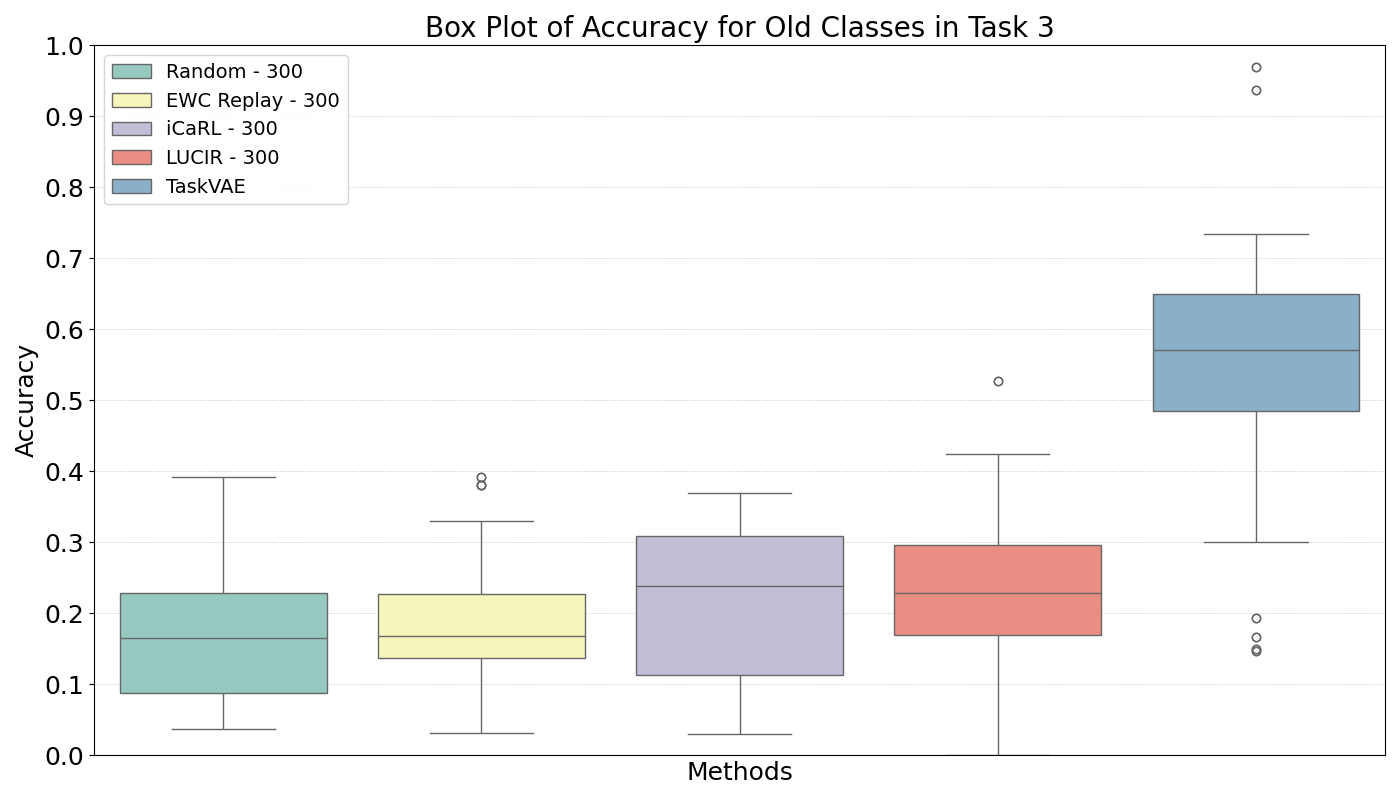 Box Plot of Accuracy for Old Classes in Task 3
1.0
0.9
0.8
0.7
0.6
0.5
0.4
0.3
0.2
0.1
0.0
Accuracy
Random - 300
EWC Replay - 300
iCaRL - 300
LUCIR - 300
TaskVAE
Methods